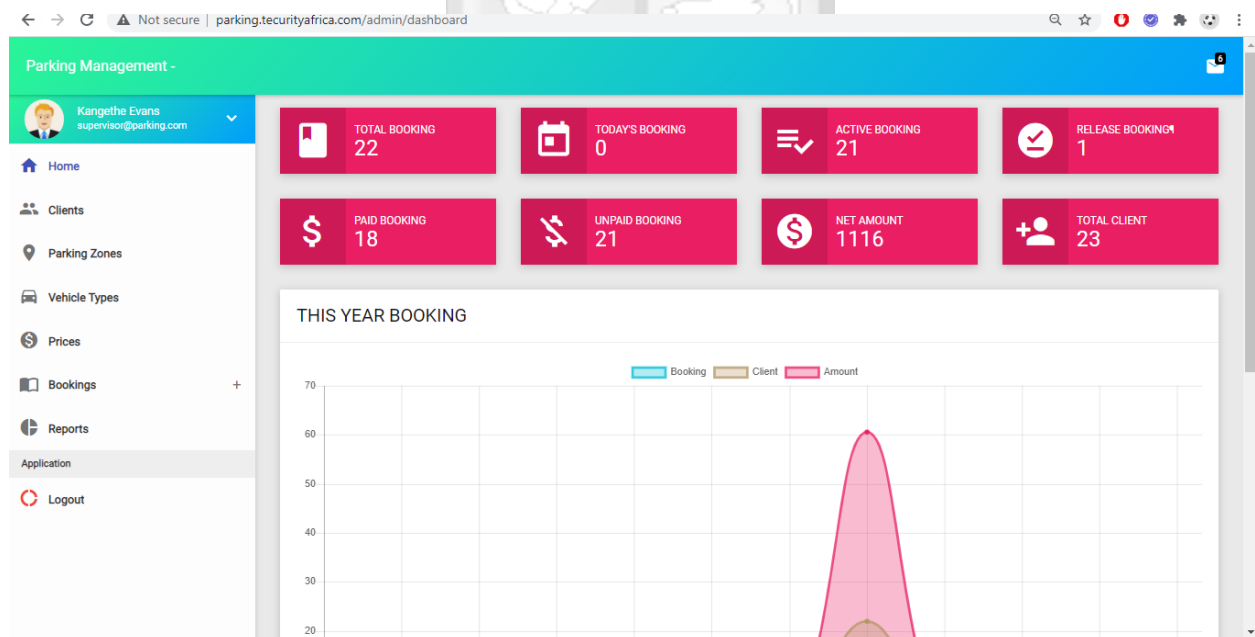 Not secure | parking.tecurityafrica.com/admin/dashboard
Parking Management -
6
Kangethe Evans
supervisor@parking.com
Home
Clients
Parking Zones
Vehicle Types
Prices
Bookings +
Reports
Application
Logout
TOTAL BOOKING
22
TODAY'S BOOKING
0
ACTIVE BOOKING
21
RELEASE BOOKING¶
1
PAID BOOKING
18
UNPAID BOOKING
21
NET AMOUNT
1116
TOTAL CLIENT
23
THIS YEAR BOOKING
Booking Client Amount
70
60
50
40
30
20